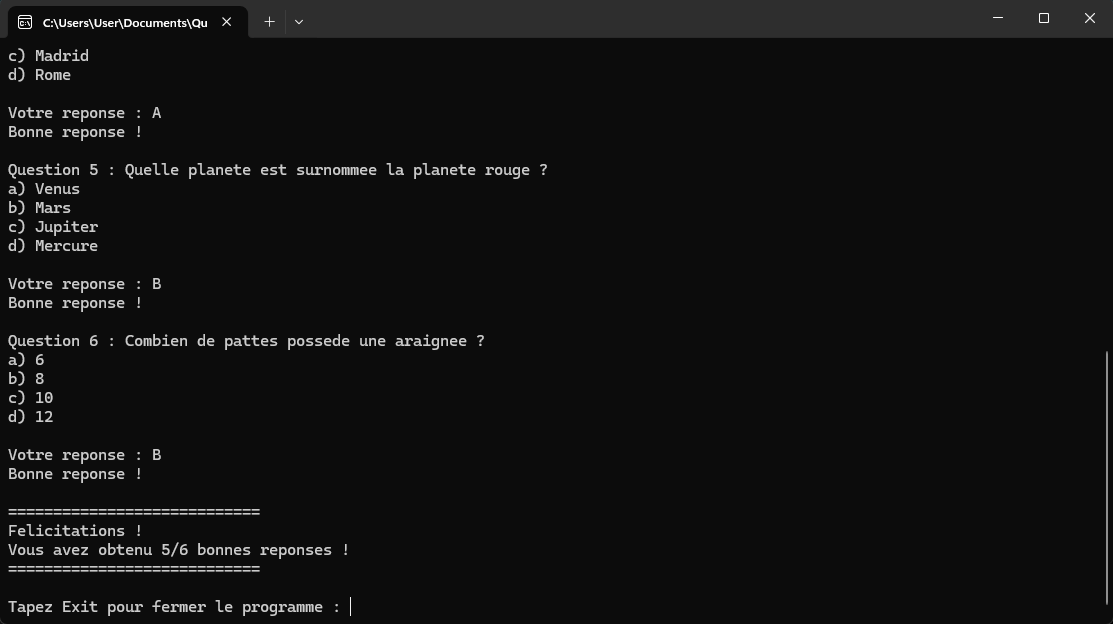 C:\Users\User\Documents\Qu
c) Madrid
d) Rome
Votre reponse : A
Bonne reponse !
Question 5 : Quelle planete est surnommee la planete rouge ?
a) Venus
b) Mars
c) Jupiter
d) Mercure
Votre reponse : B
Bonne reponse !
Question 6 : Combien de pattes possede une araignee ?
a) 6
b) 8
c) 10
d) 12
Votre reponse : B
Bonne reponse !
============================
Felicitations !
Vous avez obtenu 5/6 bonnes reponses !
============================
Tapez Exit pour fermer le programme :